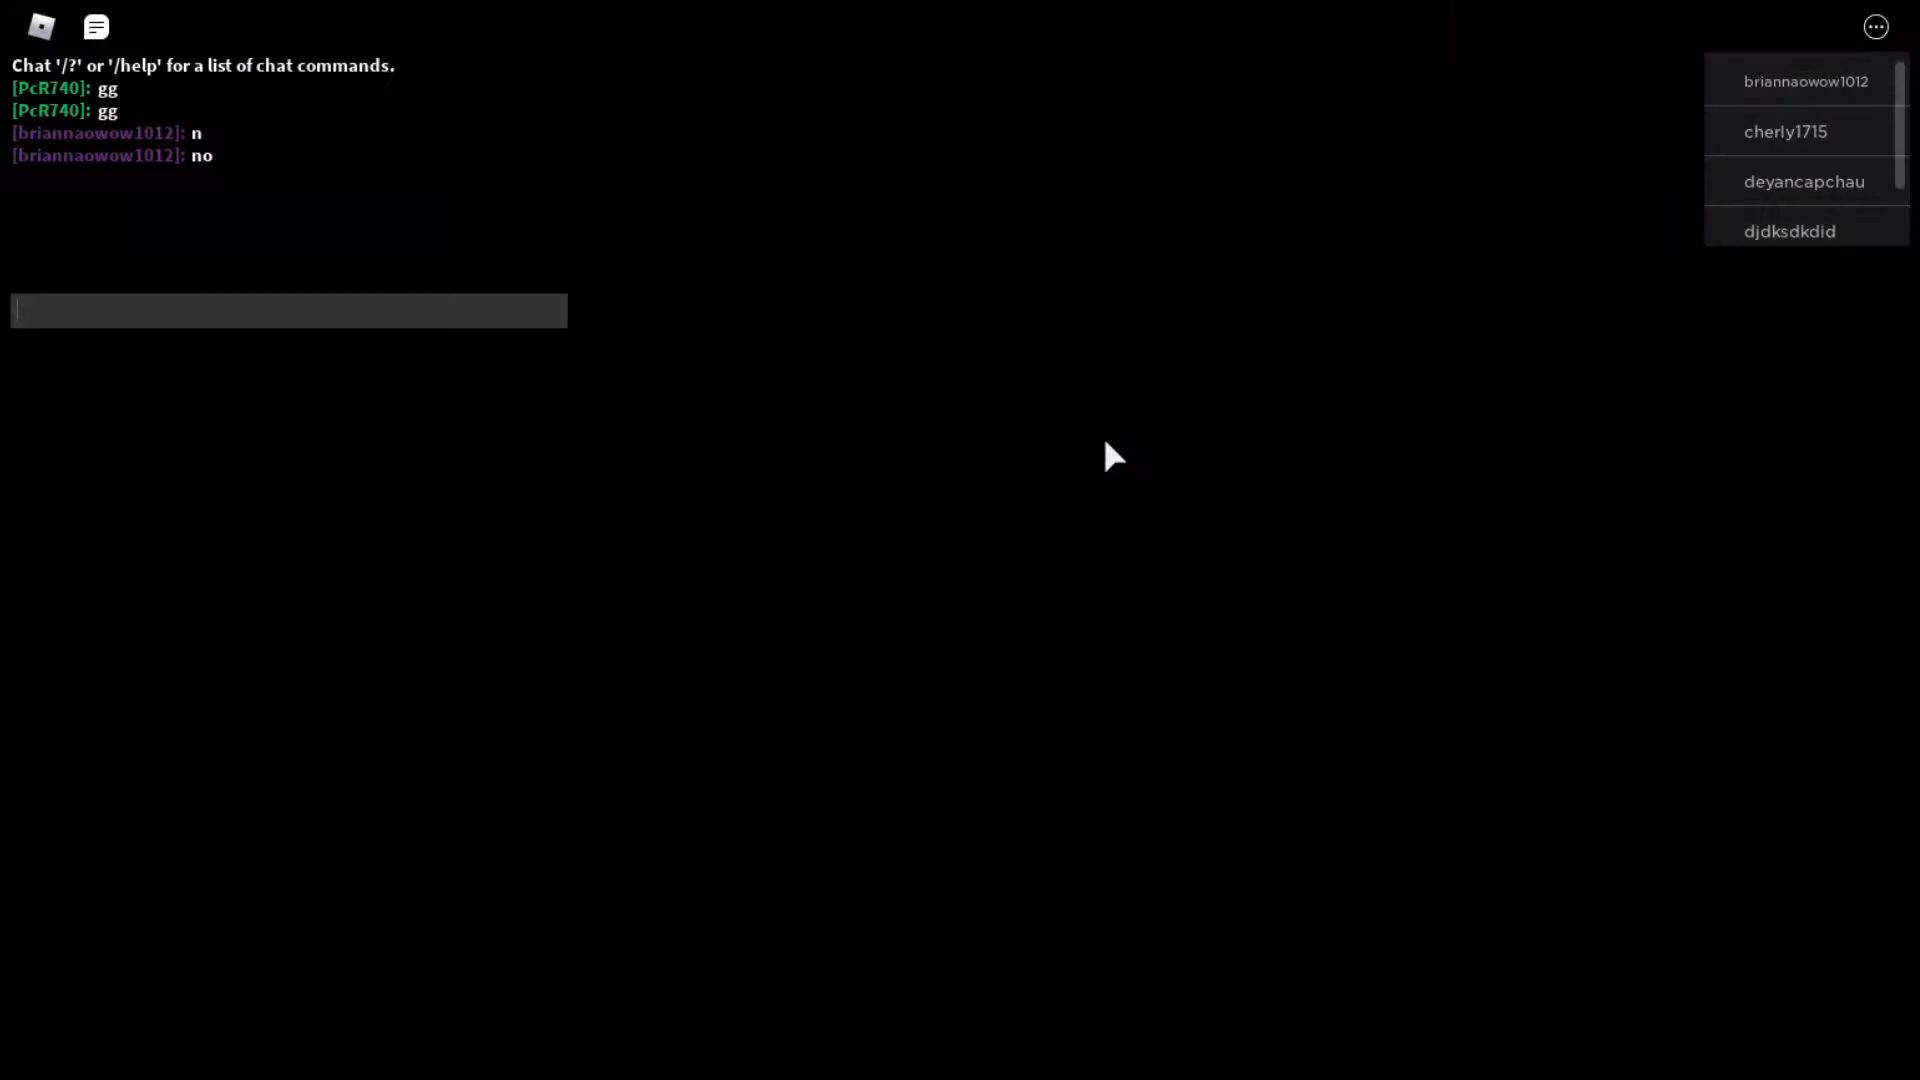 Chat '/?' or '/help' for a list of chat commands.
[PcR740]: gg
[PcR740]: gg
[briannaowow1012]: n
[briannaowow1012]: no
briannaowow1012
cherly1715
deyancapchau
djdksdkdid